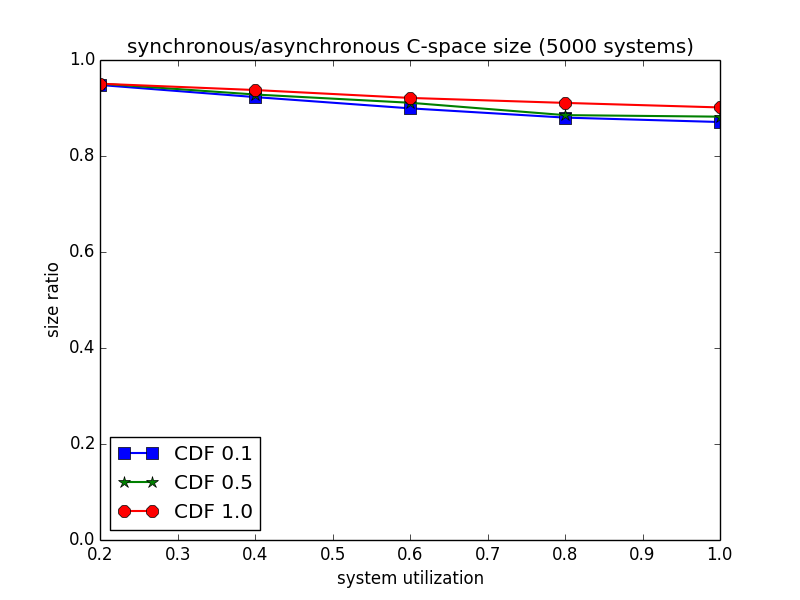 synchronous/asynchronous C-space size (5000 systems)
1.0
0.8
0.6
0.4
0.2
0.0
size ratio
CDF 0.1
CDF 0.5
CDF 1.0
0.2 0.3 0.4 0.5 0.6 0.7 0.8 0.9 1.0
system utilization